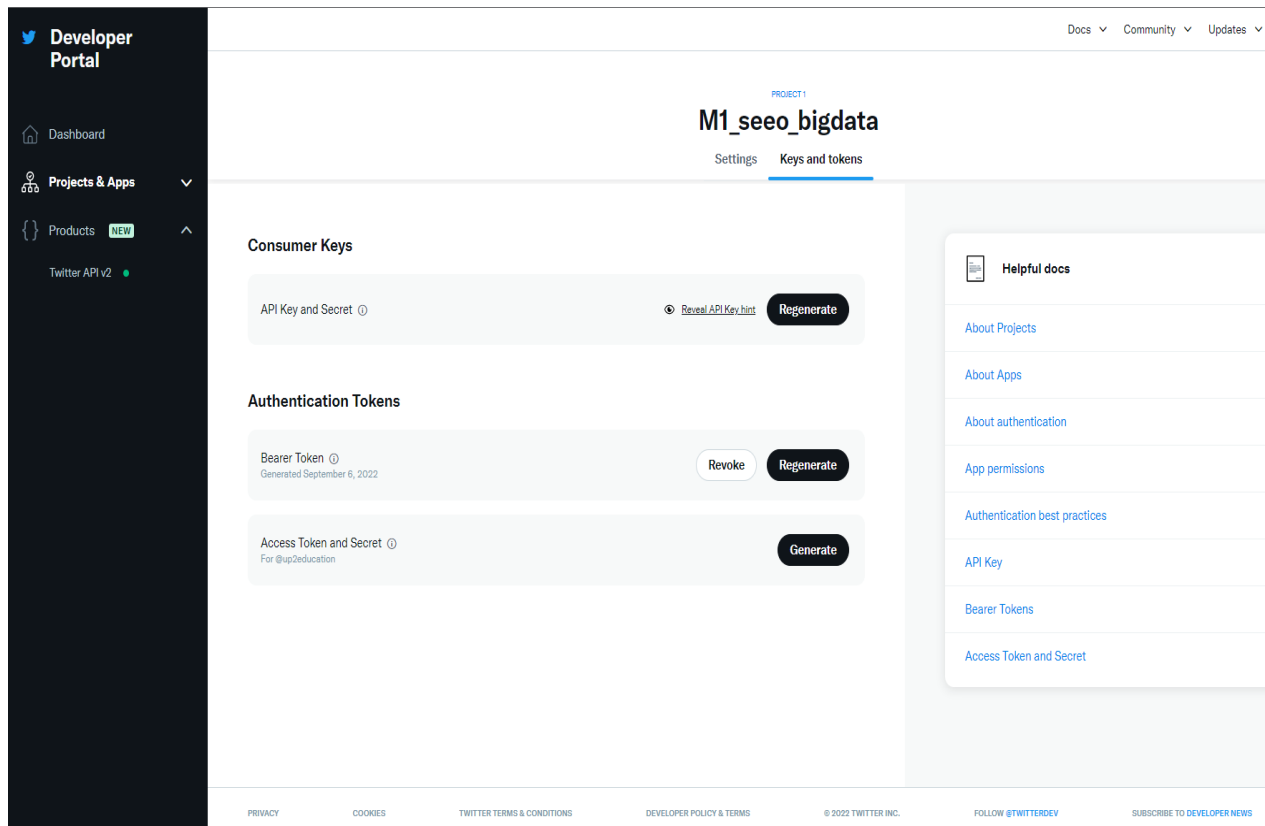 Developer
Portal
Docs
Community
Updates
Dashboard
Projects & Apps
Products NEW
Twitter API v2
PROJECT 1
M1_seeo_bigdata
Settings
Keys and tokens
Consumer Keys
API Key and Secret
Reveal API Key hint
Regenerate
Authentication Tokens
Bearer Token
Generated September 6, 2022
Revoke
Regenerate
Access Token and Secret
For @up2education
Generate
Helpful docs
About Projects
About Apps
About authentication
App permissions
Authentication best practices
API Key
Bearer Tokens
Access Token and Secret
PRIVACY
COOKIES
TWITTER TERMS & CONDITIONS
DEVELOPER POLICY & TERMS
© 2022 TWITTER INC.
FOLLOW @TWITTERDEV
SUBSCRIBE TO DEVELOPER NEWS